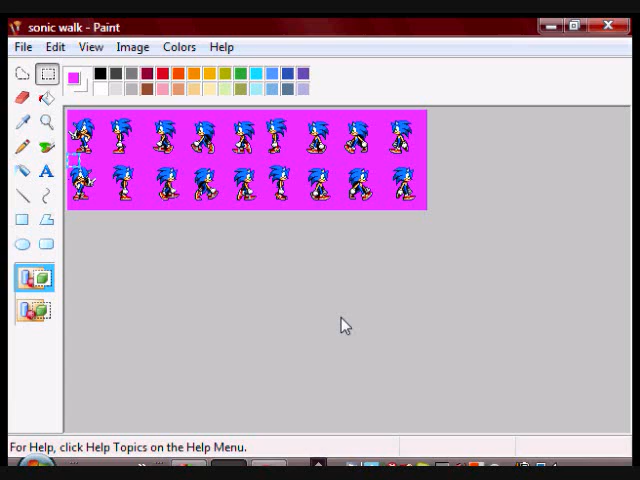 sonic walk - Paint
File Edit View Image Colors Help
For Help, click Help Topics on the Help Menu.